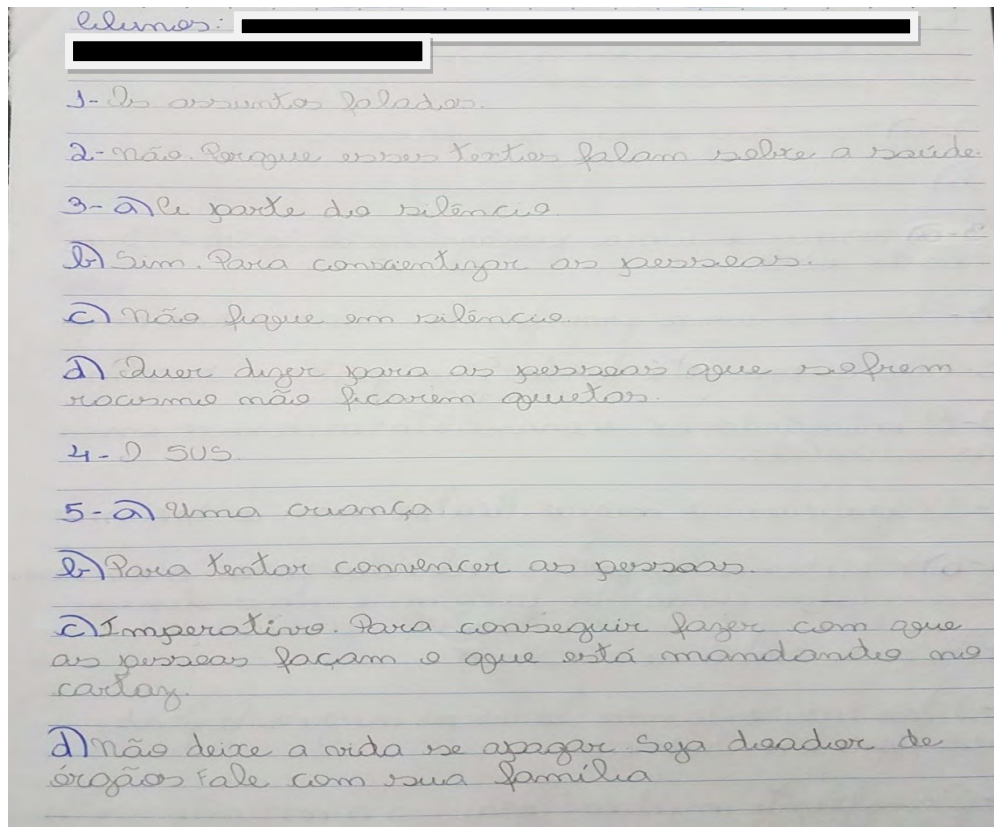 Alunos:
1- Os assuntos falados.
2- Não. Porque esses textos falam sobre a saúde.
3- a) A parte do silêncio
b) Sim. Para conscientizar as pessoas.
c) Não fique em silêncio.
d) Quer dizer para as pessoas que sofrem
racismo não ficarem quietos.
4- O SUS.
5- a) Uma criança
b) Para tentar convencer as pessoas.
c) Imperativo. Para conseguir fazer com que
as pessoas façam o que está mandando no
cartaz.
d) Não deixe a vida se apagar. Seja doador de
órgãos Fale com sua família